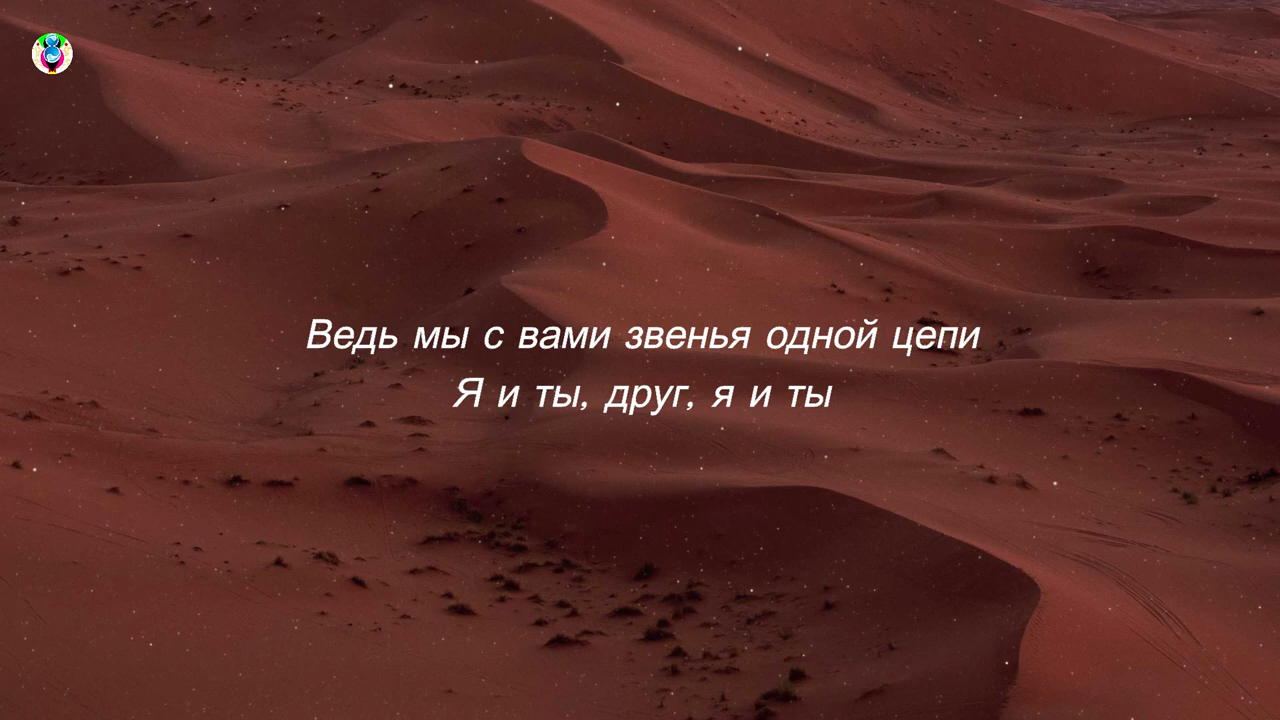 Ведь мы с вами звенья одной цепи
Я и ты, друг, я и ты